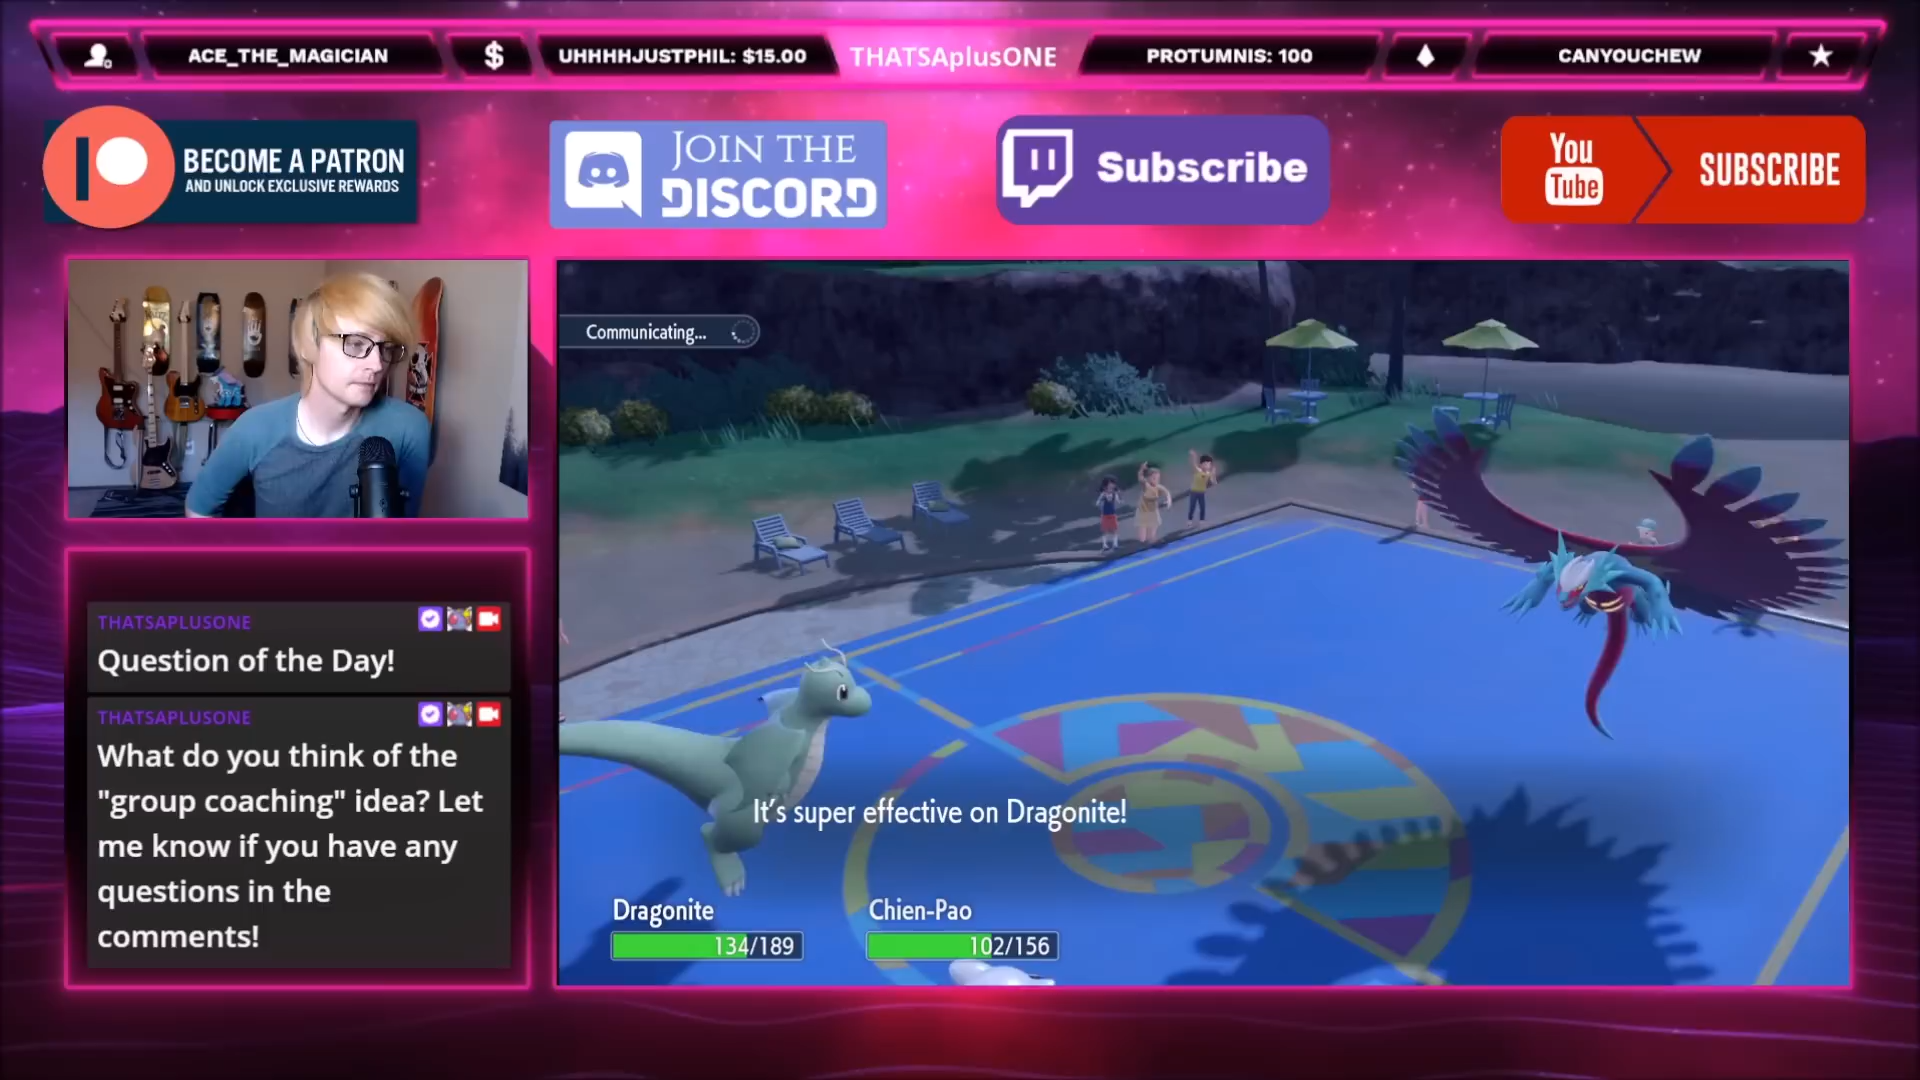 ACE_THE_MAGICIAN
$
UHHHHJUSTPHIL: $15.00
THATSAplusONE
PROTUMNIS: 100
CANYOUCHEW
BECOME A PATRON
AND UNLOCK EXCLUSIVE REWARDS
JOIN THE
DISCORD
Subscribe
You
Tube
SUBSCRIBE
Communicating...
THATSAPLUSONE
Question of the Day!
THATSAPLUSONE
What do you think of the
"group coaching" idea? Let
me know if you have any
questions in the
comments!
It's super effective on Dragonite!
Dragonite
134/189
Chien-Pao
102/156